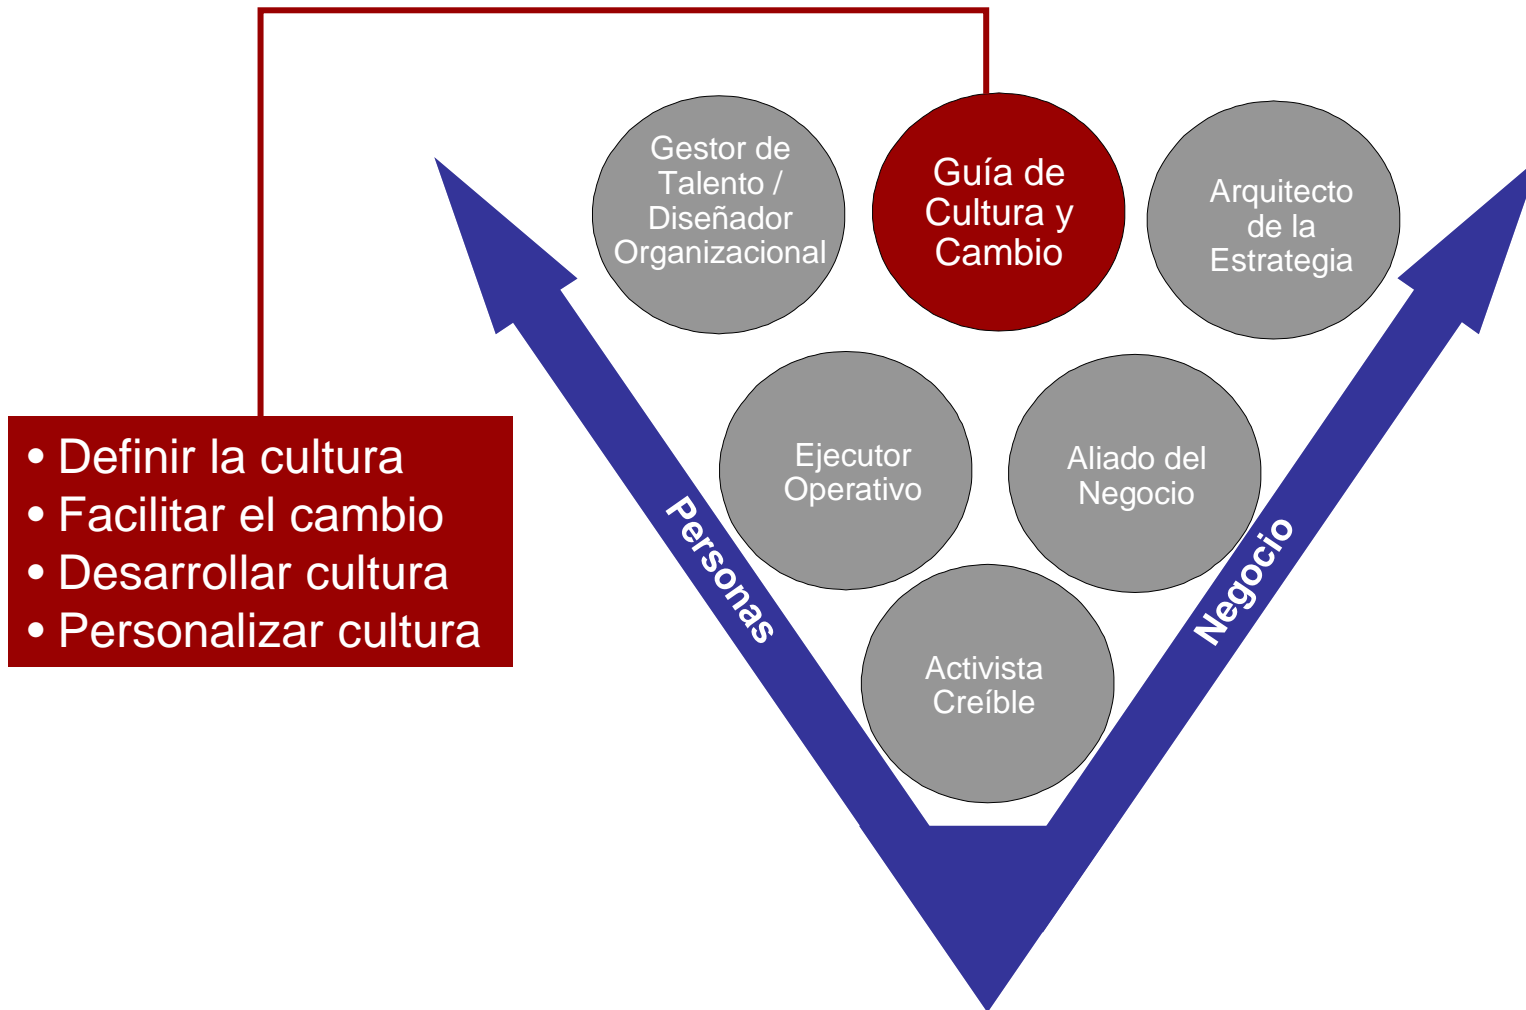 Gestor de
Talento /
Diseñador
Organizacional
Guía de
Cultura y
Cambio
Arquitecto
de la
Estrategia
• Definir la cultura
• Facilitar el cambio
• Desarrollar cultura
• Personalizar cultura
Ejecutor
Operativo
Aliado del
Negocio
Personas
Negocio
Activista
Creíble